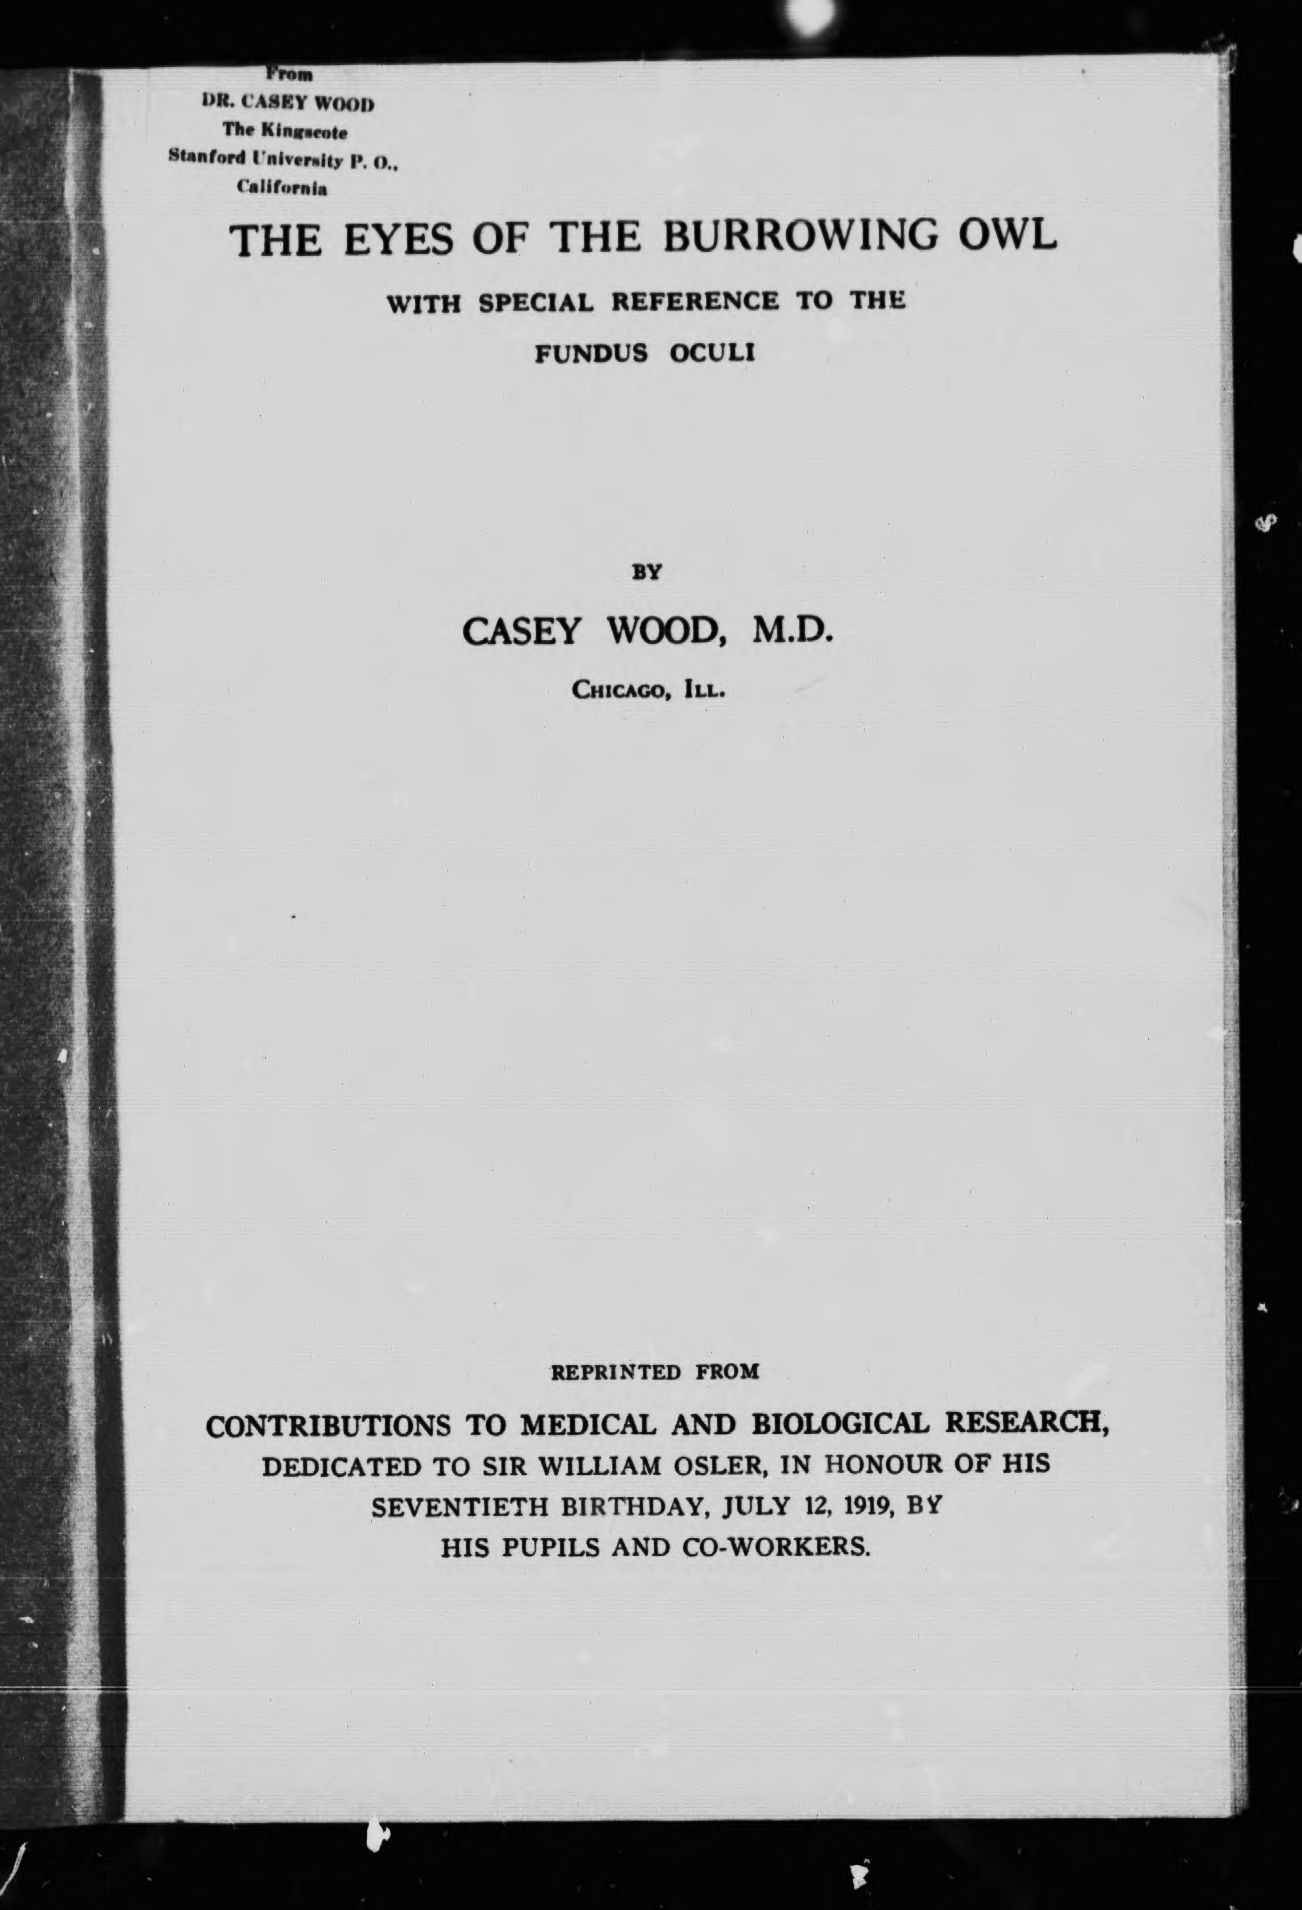 From
DR. CASEY WOOD
The Kingscote
Stanford University P. O.,
California
THE EYES OF THE BURROWING OWL
WITH SPECIAL REFERENCE TO THE
FUNDUS OCULI
BY
CASEY WOOD, M.D.
CHICAGO, ILL.
REPRINTED FROM
CONTRIBUTIONS TO MEDICAL AND BIOLOGICAL RESEARCH,
DEDICATED TO SIR WILLIAM OSLER, IN HONOUR OF HIS
SEVENTIETH BIRTHDAY, JULY 12, 1919, BY
HIS PUPILS AND CO-WORKERS.